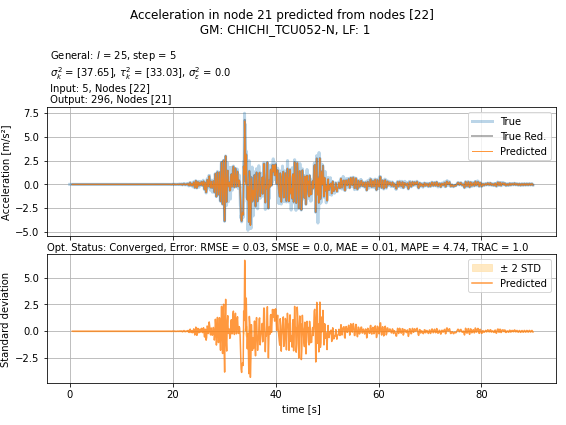 Acceleration in node 21 predicted from nodes [22]
GM: CHICHI_TCU052-N, LF: 1
General: l = 25, step = 5
σ²ₖ = [37.65], τ²ₖ = [33.03], σ²ε = 0.0
Input: 5, Nodes [22]
Output: 296, Nodes [21]
Acceleration [m/s²]
7.5
5.0
2.5
0.0
−2.5
−5.0
True
True Red.
Predicted
Opt. Status: Converged, Error: RMSE = 0.03, SMSE = 0.0, MAE = 0.01, MAPE = 4.74, TRAC = 1.0
Standard deviation
5.0
2.5
0.0
−2.5
± 2 STD
Predicted
0 20 40 60 80
time [s]